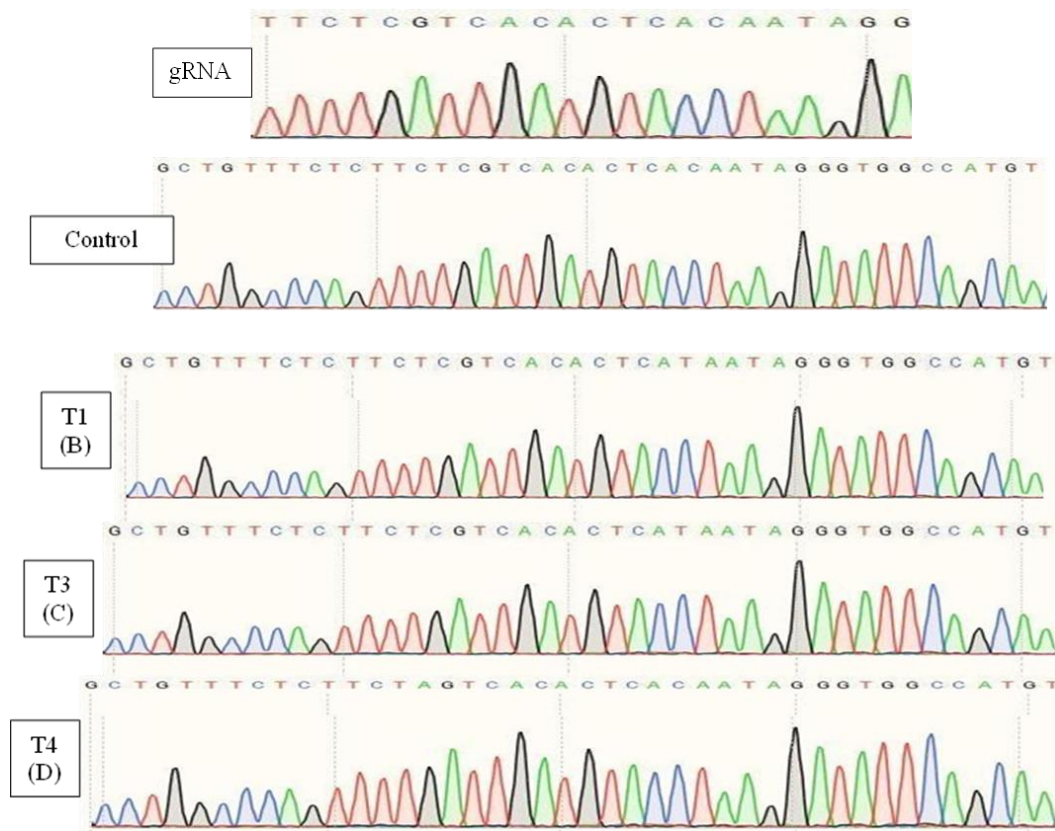 T T C T C G T C A C A C T C A C A A T A G G
gRNA
G C T G T T T C T C T T C T C G T C A C A C T C A C A A T A G G G T G G C C A T G T
Control
G C T G T T T C T C T T C T C G T C A C A C T C A T A A T A G G G T G G C C A T G T
T1
(B)
G C T G T T T C T C T T C T C G T C A C A C T C A T A A T A G G G T G G C C A T G T
T3
(C)
G C T G T T T C T C T T C T A G T C A C A C T C A C A A T A G G G T G G C C A T G T
T4
(D)